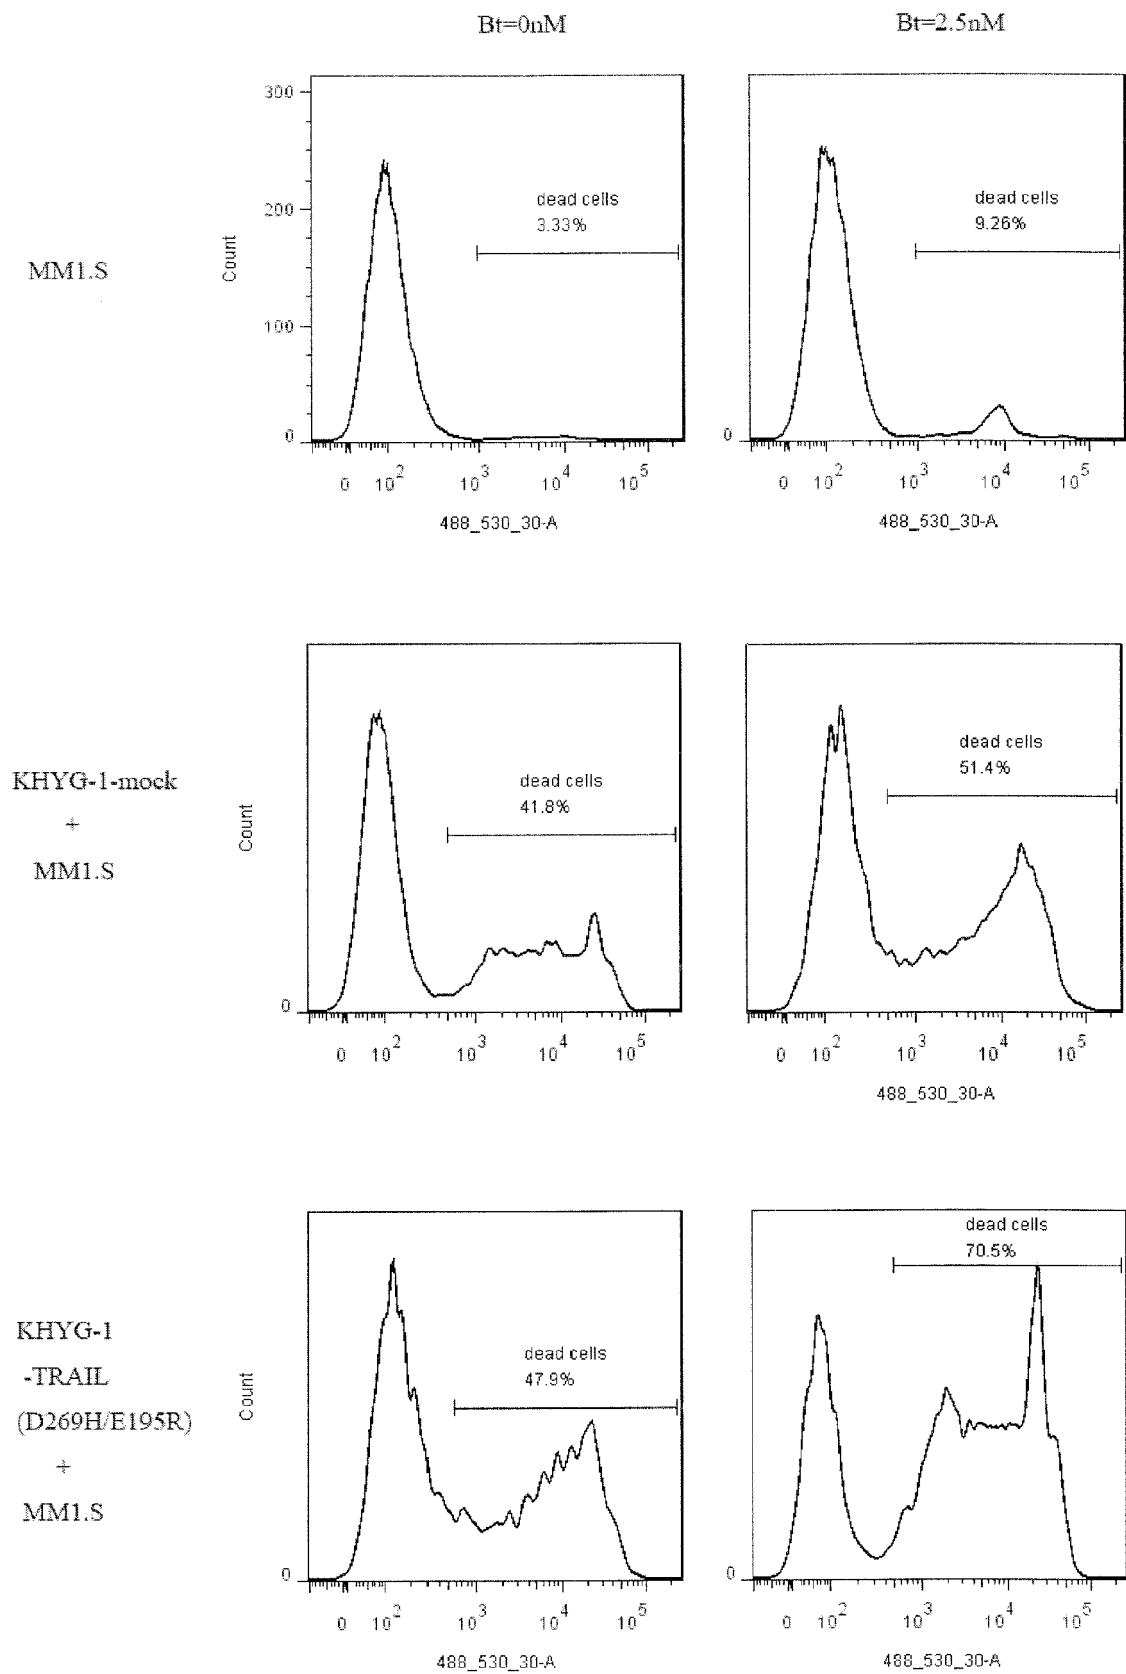 Bt=0nM
Bt=2.5nM
MM1.S
Count
300
200
100
0
dead cells
3.33%
0 10^2 10^3 10^4 10^5
488_530_30-A
dead cells
9.26%
0
0 10^2 10^3 10^4 10^5
488_530_30-A
KHYG-1-mock
+
MM1.S
Count
dead cells
41.8%
0
0 10^2 10^3 10^4 10^5
dead cells
51.4%
0
0 10^2 10^3 10^4 10^5
488_530_30-A
KHYG-1
-TRAIL
(D269H/E195R)
+
MM1.S
Count
dead cells
47.9%
0
0 10^2 10^3 10^4 10^5
488_530_30-A
dead cells
70.5%
0
0 10^2 10^3 10^4 10^5
488_530_30-A